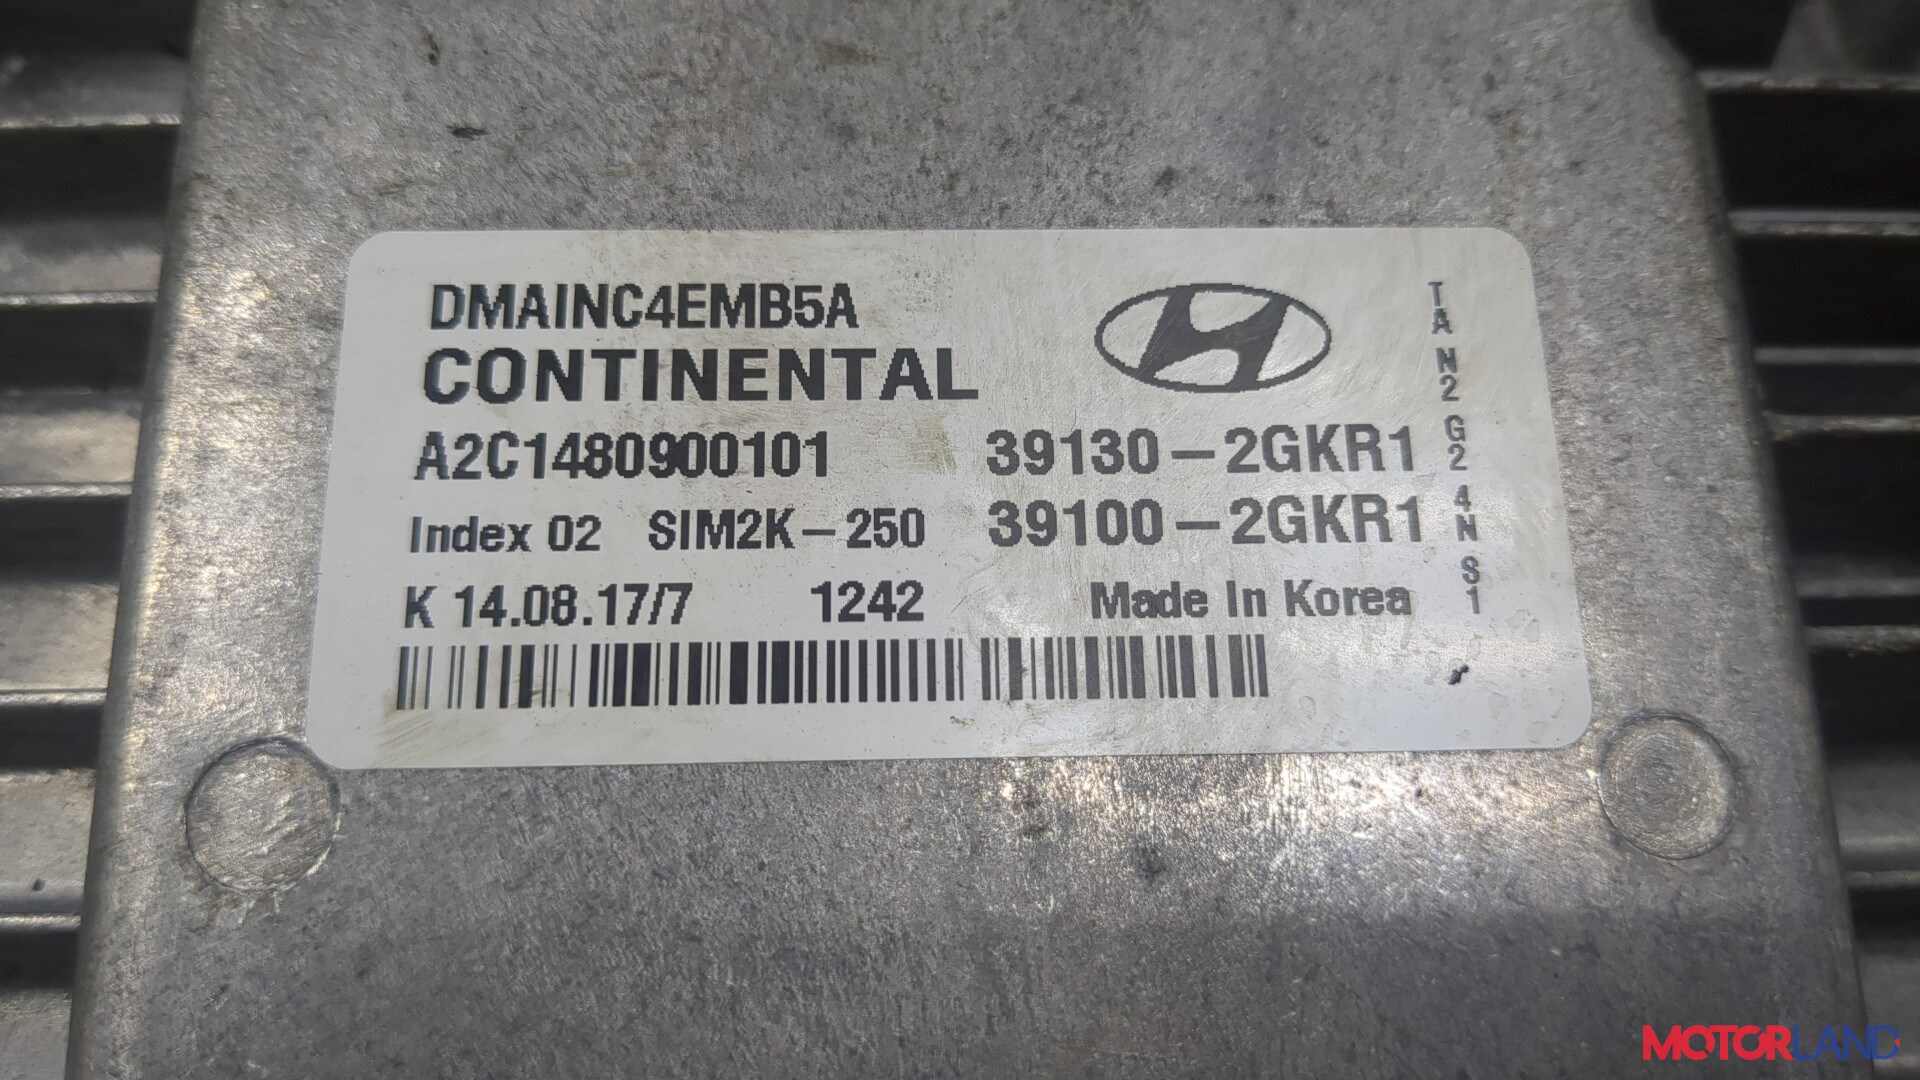 DMAINC4EMB5A
CONTINENTAL
A2C1480900101 39130-2GKR1
Index 02 SIM2K-250 39100-2GKR1
K 14.08.17/7 1242 Made In Korea
TA N2 G2 4N S1
MOTORLAND